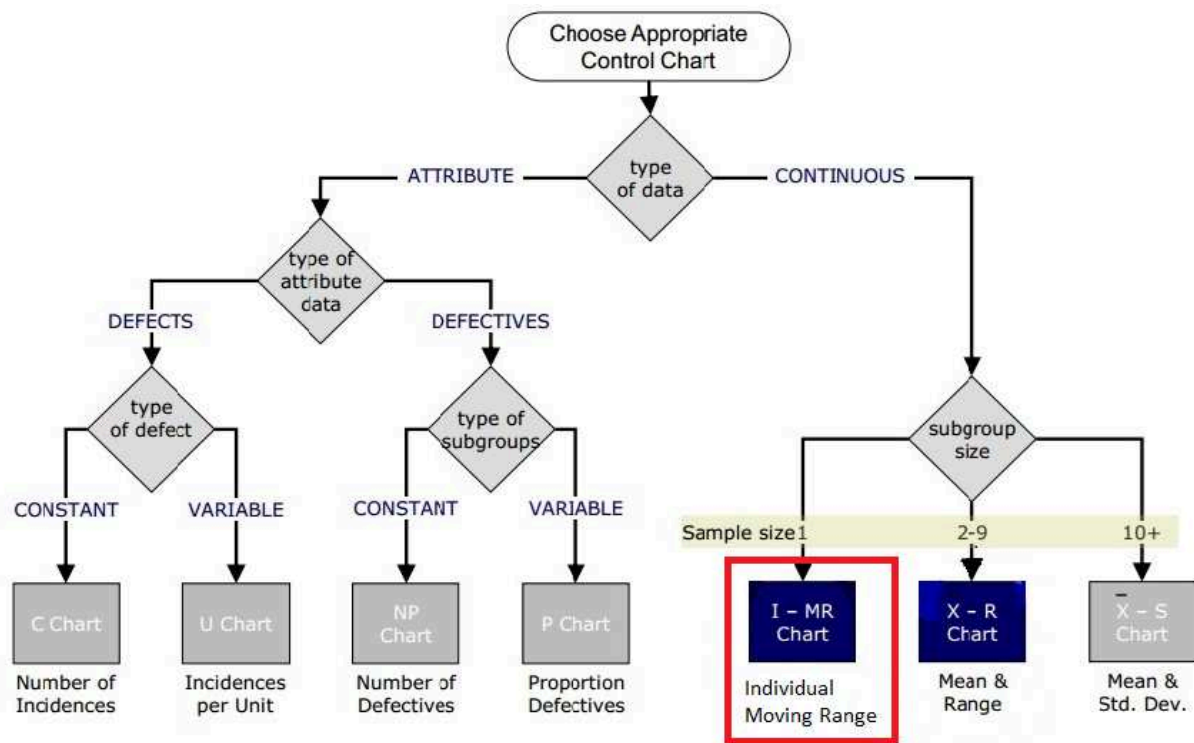 Choose Appropriate
Control Chart
type
of data
ATTRIBUTE
CONTINUOUS
type of
attribute
data
DEFECTS
DEFECTIVES
type
of defect
type of
subgroups
subgroup
size
CONSTANT
VARIABLE
CONSTANT
VARIABLE
Sample size 1
2-9
10+
C Chart
U Chart
NP
Chart
P Chart
I – MR
Chart
X – R
Chart
X̅ – S
Chart
Number of
Incidences
Incidences
per Unit
Number of
Defectives
Proportion
Defectives
Individual
Moving Range
Mean &
Range
Mean &
Std. Dev.